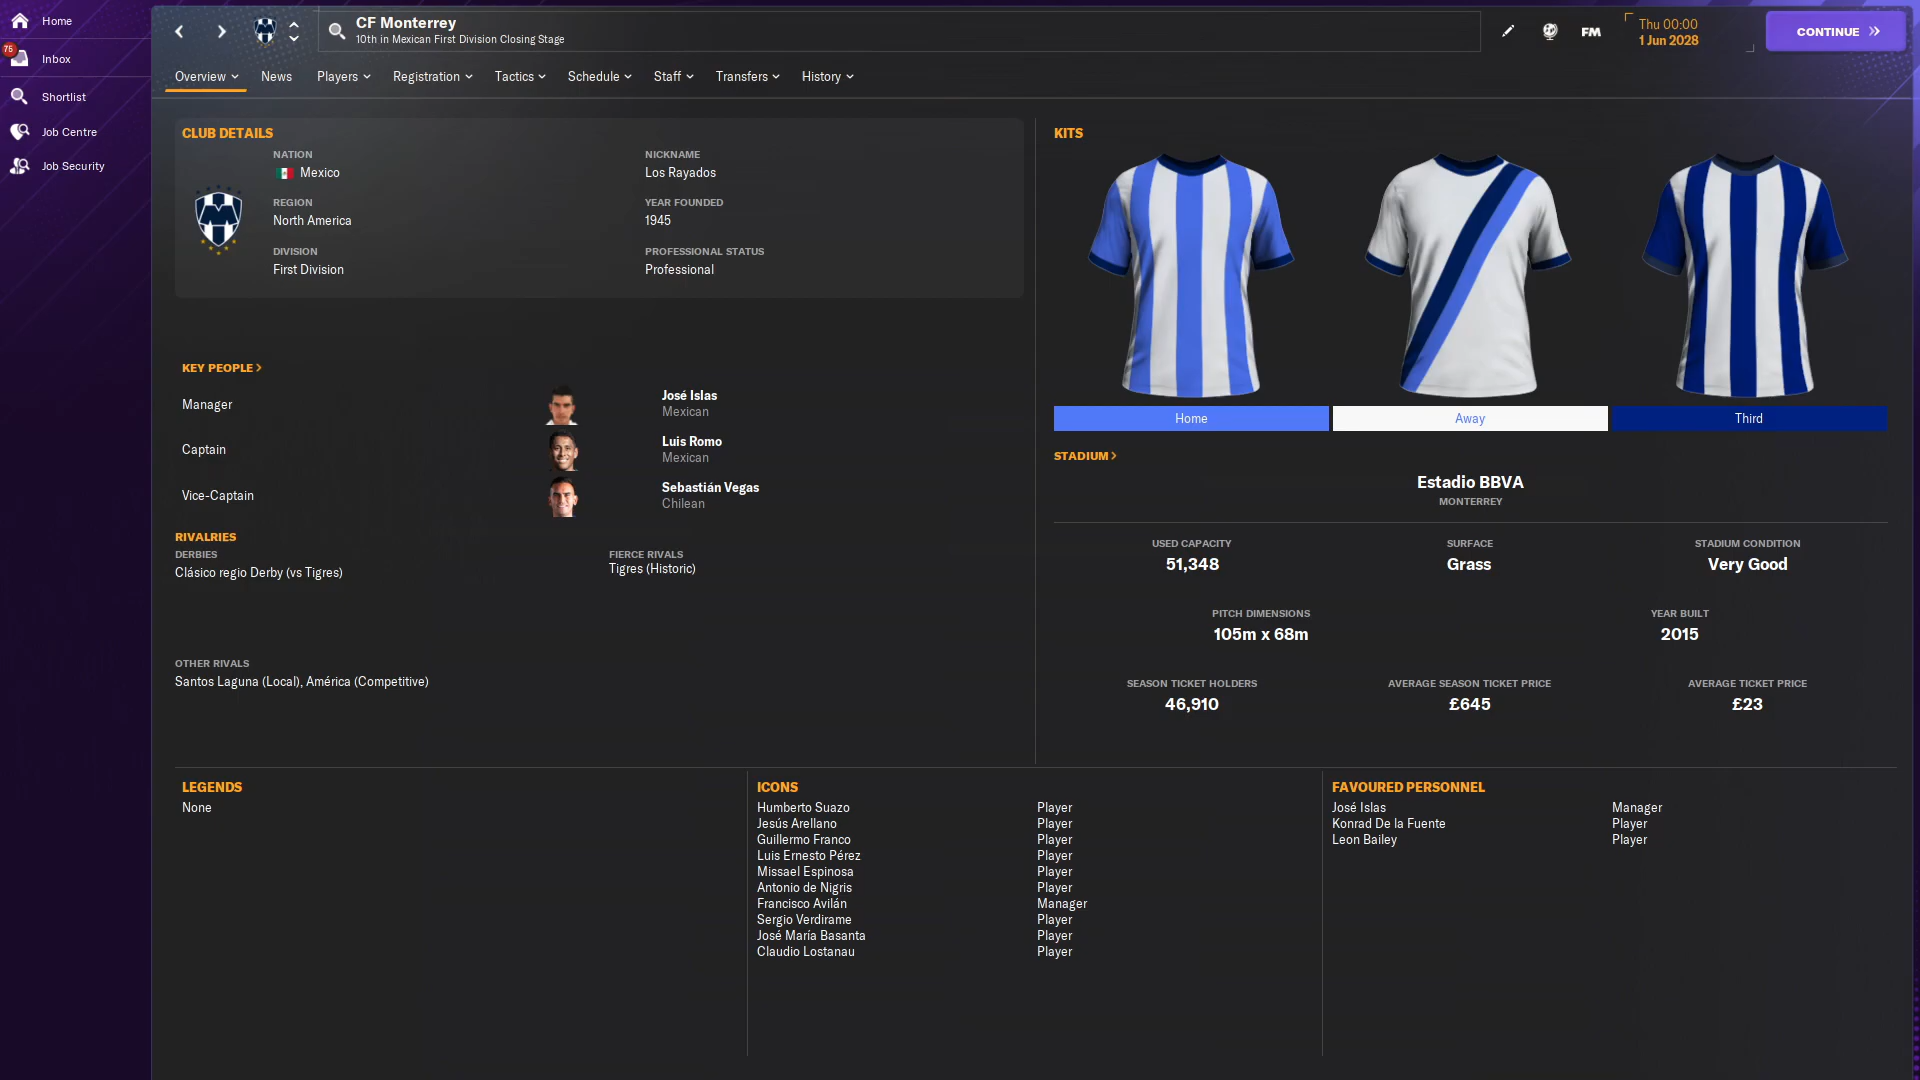 Home
75
Inbox
Shortlist
Job Centre
Job Security
CF Monterrey
10th in Mexican First Division Closing Stage
FM
Thu 00:00
1 Jun 2028
CONTINUE
Overview News Players Registration Tactics Schedule Staff Transfers History
CLUB DETAILS
NATION
Mexico
NICKNAME
Los Rayados
REGION
North America
YEAR FOUNDED
1945
DIVISION
First Division
PROFESSIONAL STATUS
Professional
KEY PEOPLE
Manager
José Islas
Mexican
Captain
Luis Romo
Mexican
Vice-Captain
Sebastián Vegas
Chilean
RIVALRIES
DERBIES
Clásico regio Derby (vs Tigres)
FIERCE RIVALS
Tigres (Historic)
OTHER RIVALS
Santos Laguna (Local), América (Competitive)
KITS
Home
Away
Third
STADIUM
Estadio BBVA
MONTERREY
USED CAPACITY
51,348
SURFACE
Grass
STADIUM CONDITION
Very Good
PITCH DIMENSIONS
105m x 68m
YEAR BUILT
2015
SEASON TICKET HOLDERS
46,910
AVERAGE SEASON TICKET PRICE
£645
AVERAGE TICKET PRICE
£23
LEGENDS
None
ICONS
Humberto Suazo Player
Jesús Arellano Player
Guillermo Franco Player
Luis Ernesto Pérez Player
Missael Espinosa Player
Antonio de Nigris Player
Francisco Avilán Manager
Sergio Verdirame Player
José María Basanta Player
Claudio Lostanau Player
FAVOURED PERSONNEL
José Islas Manager
Konrad De la Fuente Player
Leon Bailey Player